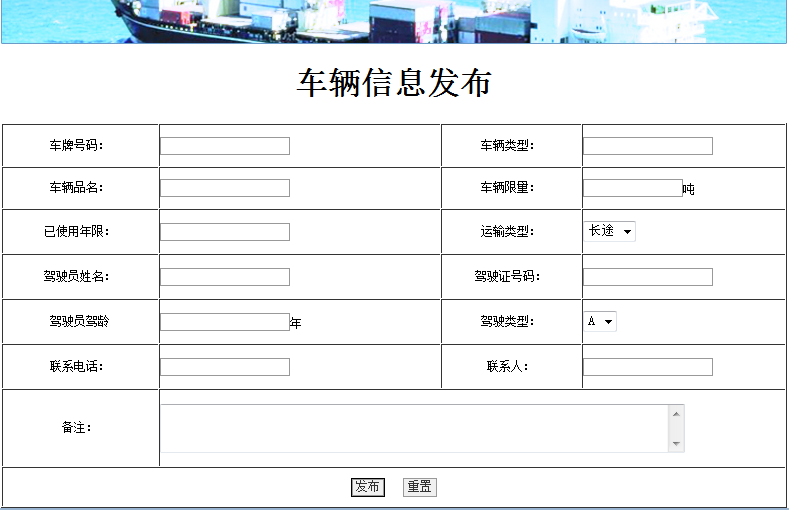 车辆信息发布
车牌号码: 车辆类型:
车辆品名: 车辆限量: 吨
已使用年限: 运输类型: 长途
驾驶员姓名: 驾驶证号码:
驾驶员驾龄 年 驾驶类型: A
联系电话: 联系人:
备注:
发布 重置